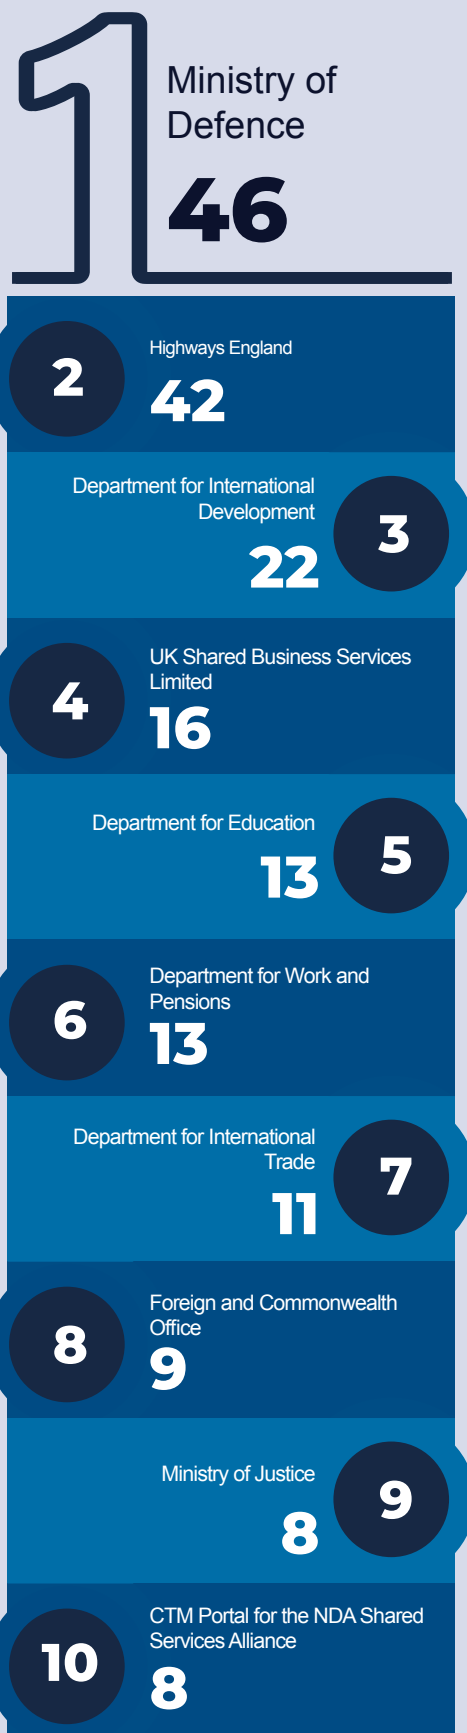 1
Ministry of
Defence
46
2
Highways England
42
Department for International
Development
22
3
4
UK Shared Business Services
Limited
16
Department for Education
13
5
6
Department for Work and
Pensions
13
Department for International
Trade
11
7
8
Foreign and Commonwealth
Office
9
Ministry of Justice
8
9
10
CTM Portal for the NDA Shared
Services Alliance
8